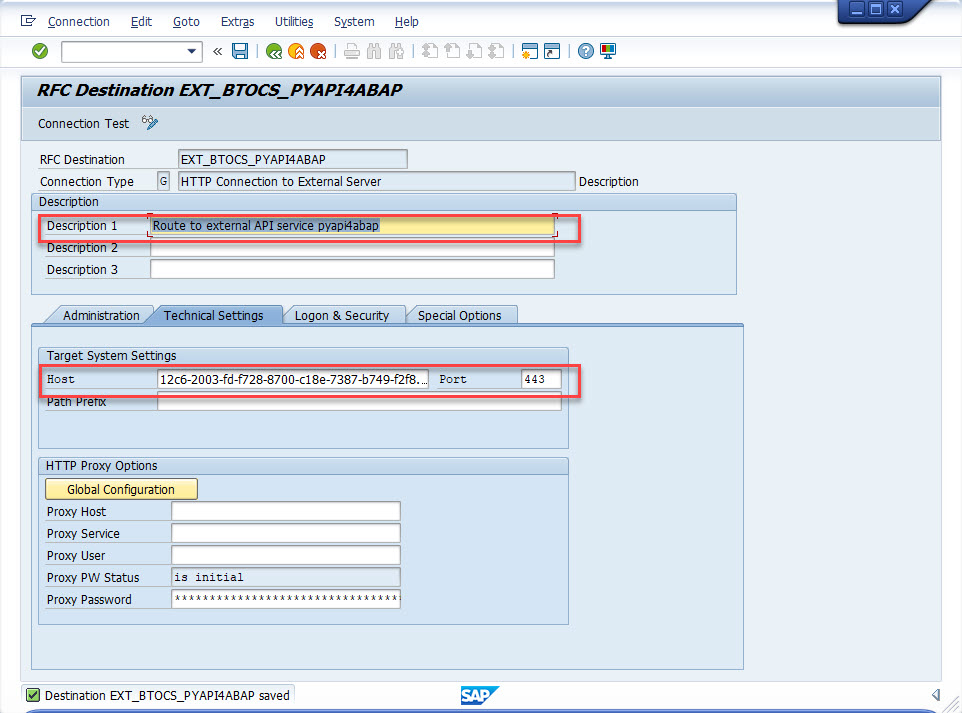 Connection Edit Goto Extras Utilities System Help
RFC Destination EXT_BTOCS_PYAPI4ABAP
Connection Test
RFC Destination EXT_BTOCS_PYAPI4ABAP
Connection Type G HTTP Connection to External Server Description
Description
Description 1 Route to external API service pyapi4abap
Description 2
Description 3
Administration Technical Settings Logon & Security Special Options
Target System Settings
Host 12c6-2003-fd-f728-8700-c18e-7387-b749-f2f8... Port 443
Path Prefix
HTTP Proxy Options
Global Configuration
Proxy Host
Proxy Service
Proxy User
Proxy PW Status is initial
Proxy Password *********************************
Destination EXT_BTOCS_PYAPI4ABAP saved SAP